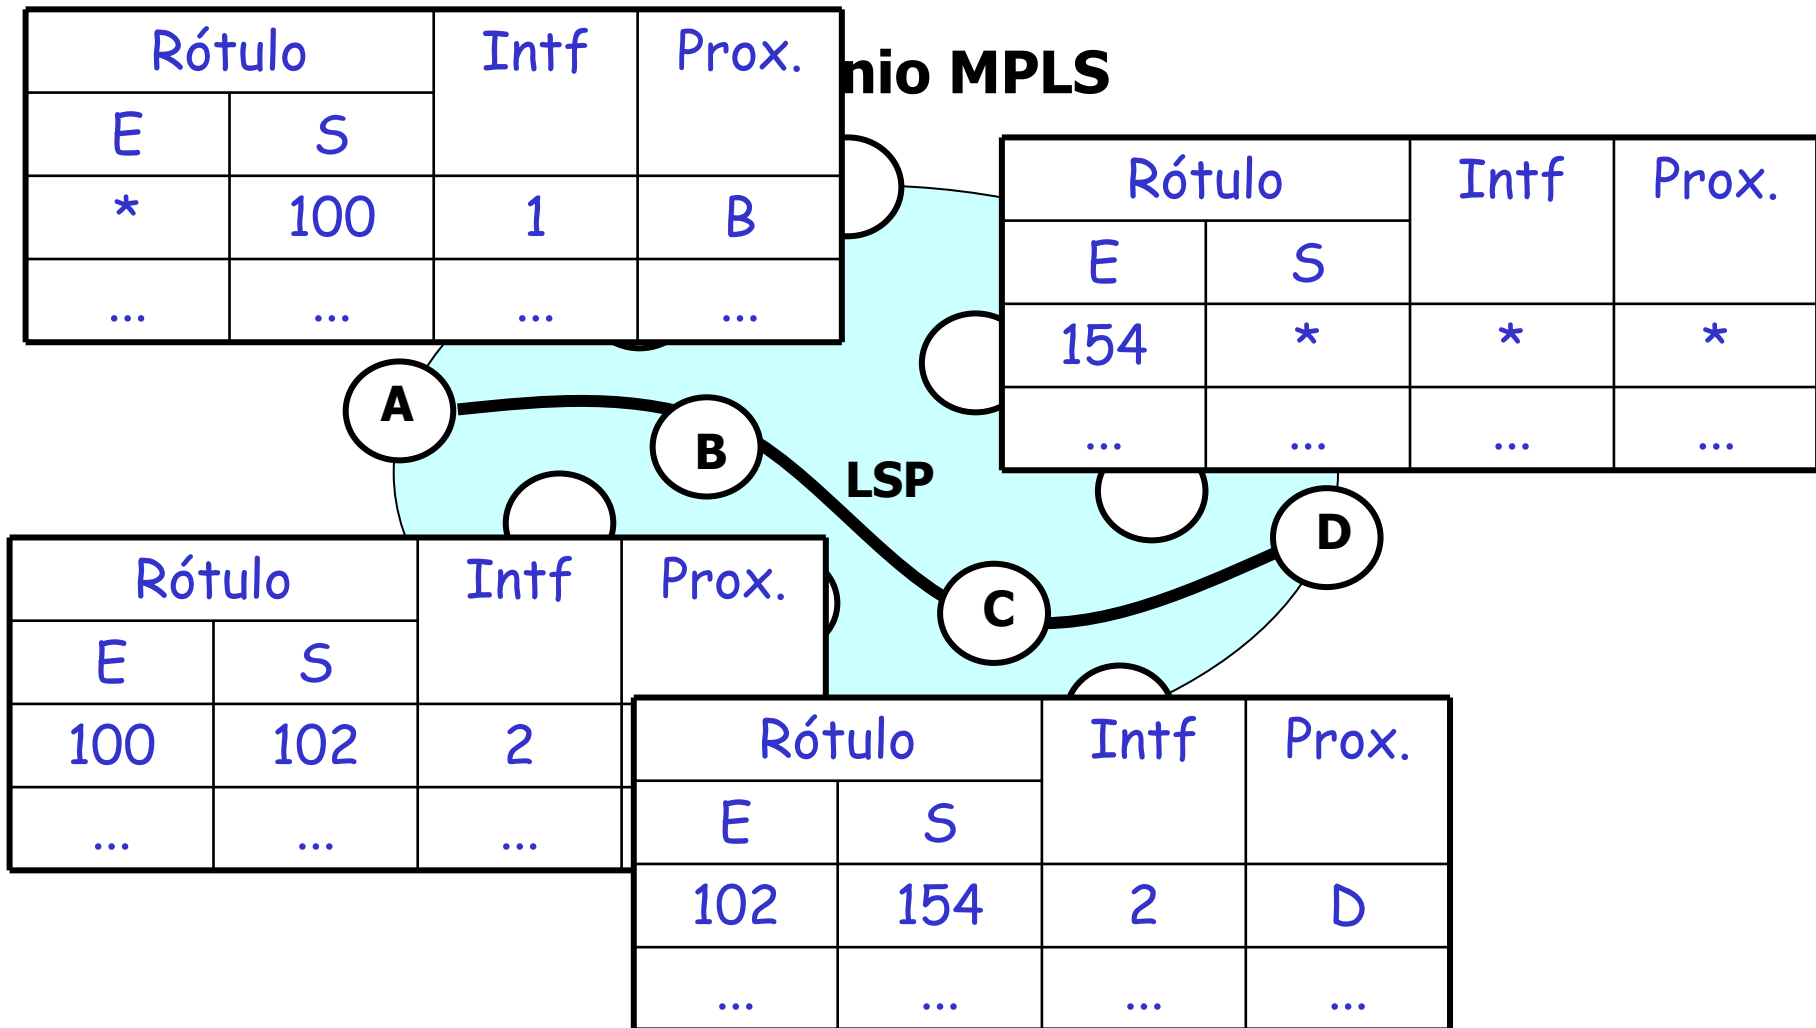 nio MPLS
Rótulo Intf Prox.
E S
* 100 1 B
... ... ... ...
Rótulo Intf Prox.
E S
154 * * *
... ... ... ...
A
B
LSP
C
D
Rótulo Intf Prox.
E S
100 102 2
... ... ...
Rótulo Intf Prox.
E S
102 154 2 D
... ... ... ...